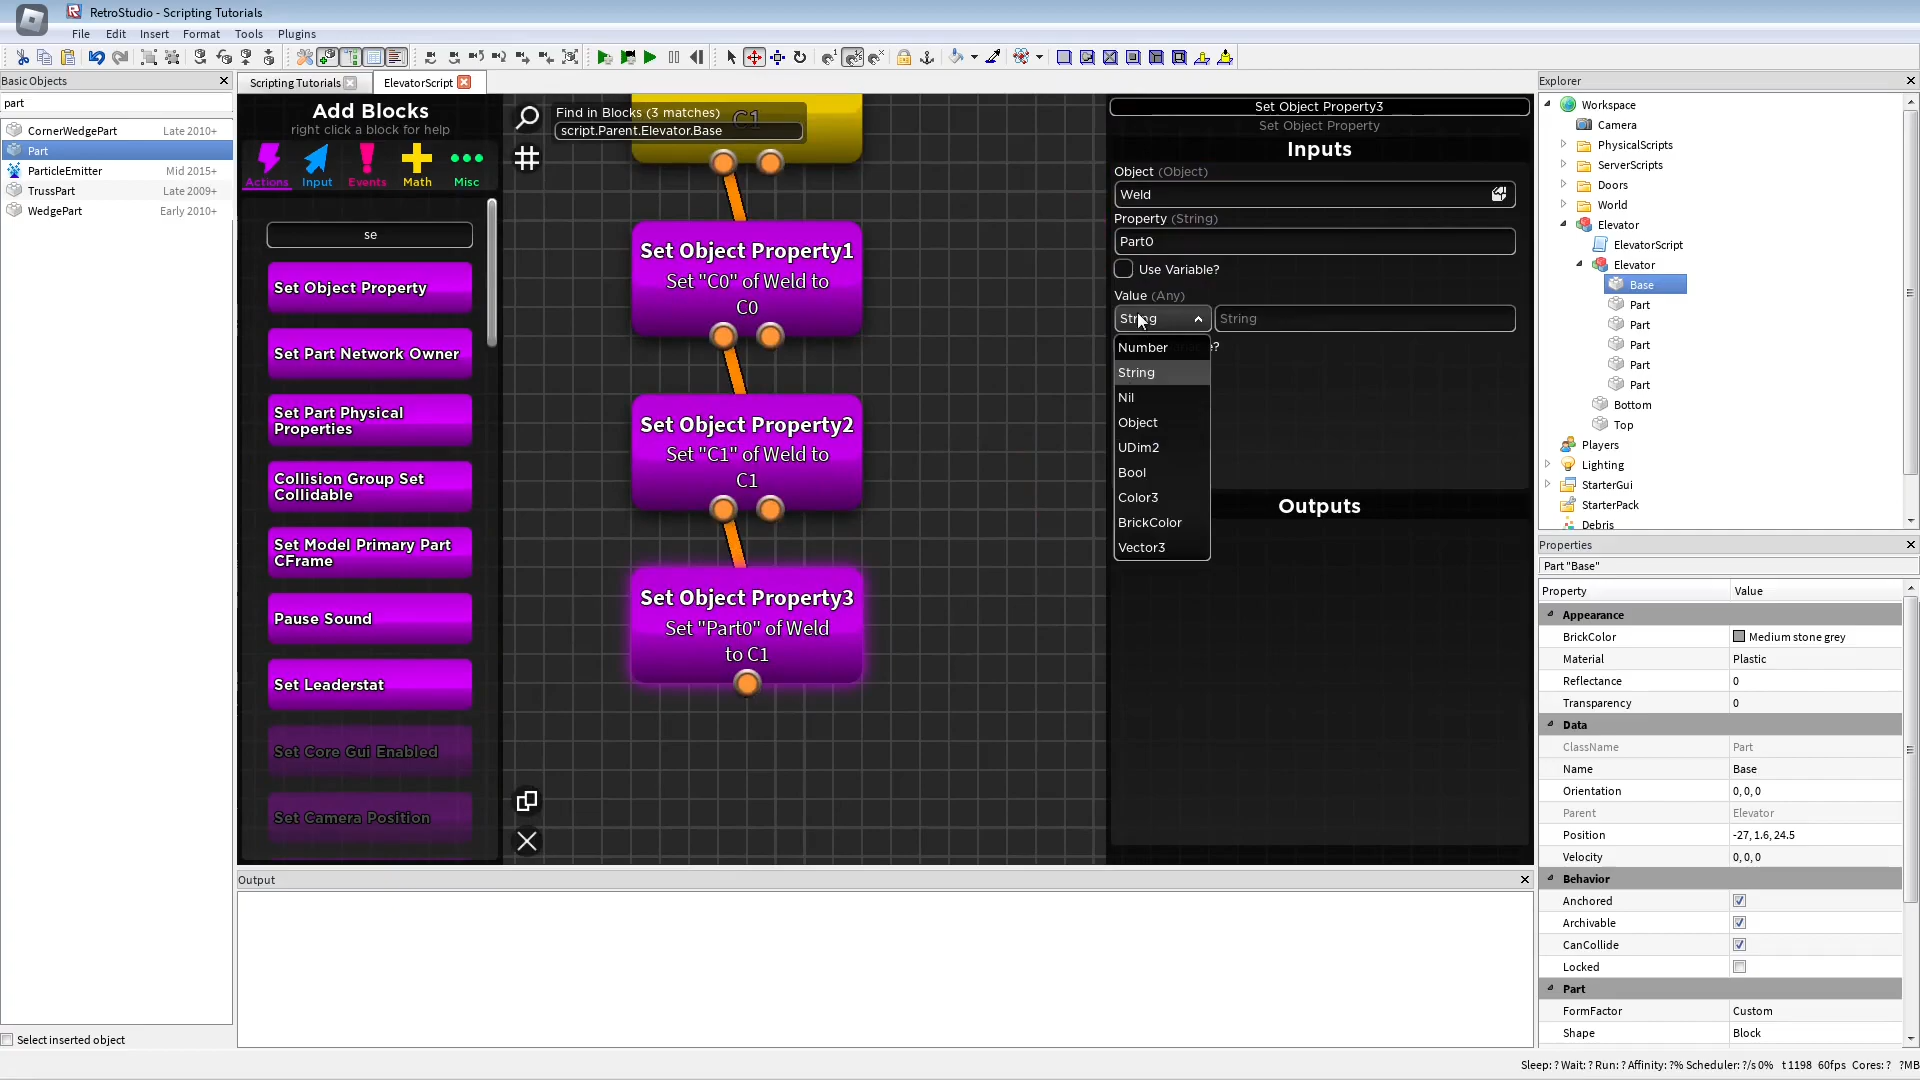 RetroStudio - Scripting Tutorials
File Edit Insert Format Tools Plugins
Basic Objects
part
CornerWedgePart Late 2010+
Part
ParticleEmitter Mid 2015+
TrussPart Late 2009+
WedgePart Early 2010+
Select inserted object
Scripting Tutorials ElevatorScript
Add Blocks
right click a block for help
Actions Input Events Math Misc
se
Set Object Property
Set Part Network Owner
Set Part Physical
Properties
Collision Group Set
Collidable
Set Model Primary Part
CFrame
Pause Sound
Set Leaderstat
Set Core Gui Enabled
Set Camera Position
Find in Blocks (3 matches)
script.Parent.Elevator.Base
C1
Set Object Property1
Set "C0" of Weld to
C0
Set Object Property2
Set "C1" of Weld to
C1
Set Object Property3
Set "Part0" of Weld
to C1
Set Object Property3
Set Object Property
Inputs
Object (Object)
Weld
Property (String)
Part0
Use Variable?
Value (Any)
String String
?
Number
String
Nil
Object
UDim2
Bool
Color3
BrickColor
Vector3
Outputs
Output
Explorer
Workspace
Camera
PhysicalScripts
ServerScripts
Doors
World
Elevator
ElevatorScript
Elevator
Base
Part
Part
Part
Part
Part
Bottom
Top
Players
Lighting
StarterGui
StarterPack
Debris
Properties
Part "Base"
Property Value
Appearance
BrickColor Medium stone grey
Material Plastic
Reflectance 0
Transparency 0
Data
ClassName Part
Name Base
Orientation 0, 0, 0
Parent Elevator
Position -27, 1.6, 24.5
Velocity 0, 0, 0
Behavior
Anchored
Archivable
CanCollide
Locked
Part
FormFactor Custom
Shape Block
Sleep: ? Wait: ? Run: ? Affinity: ?% Scheduler: ?/s 0% t 1198 60fps Cores: ? ?MB